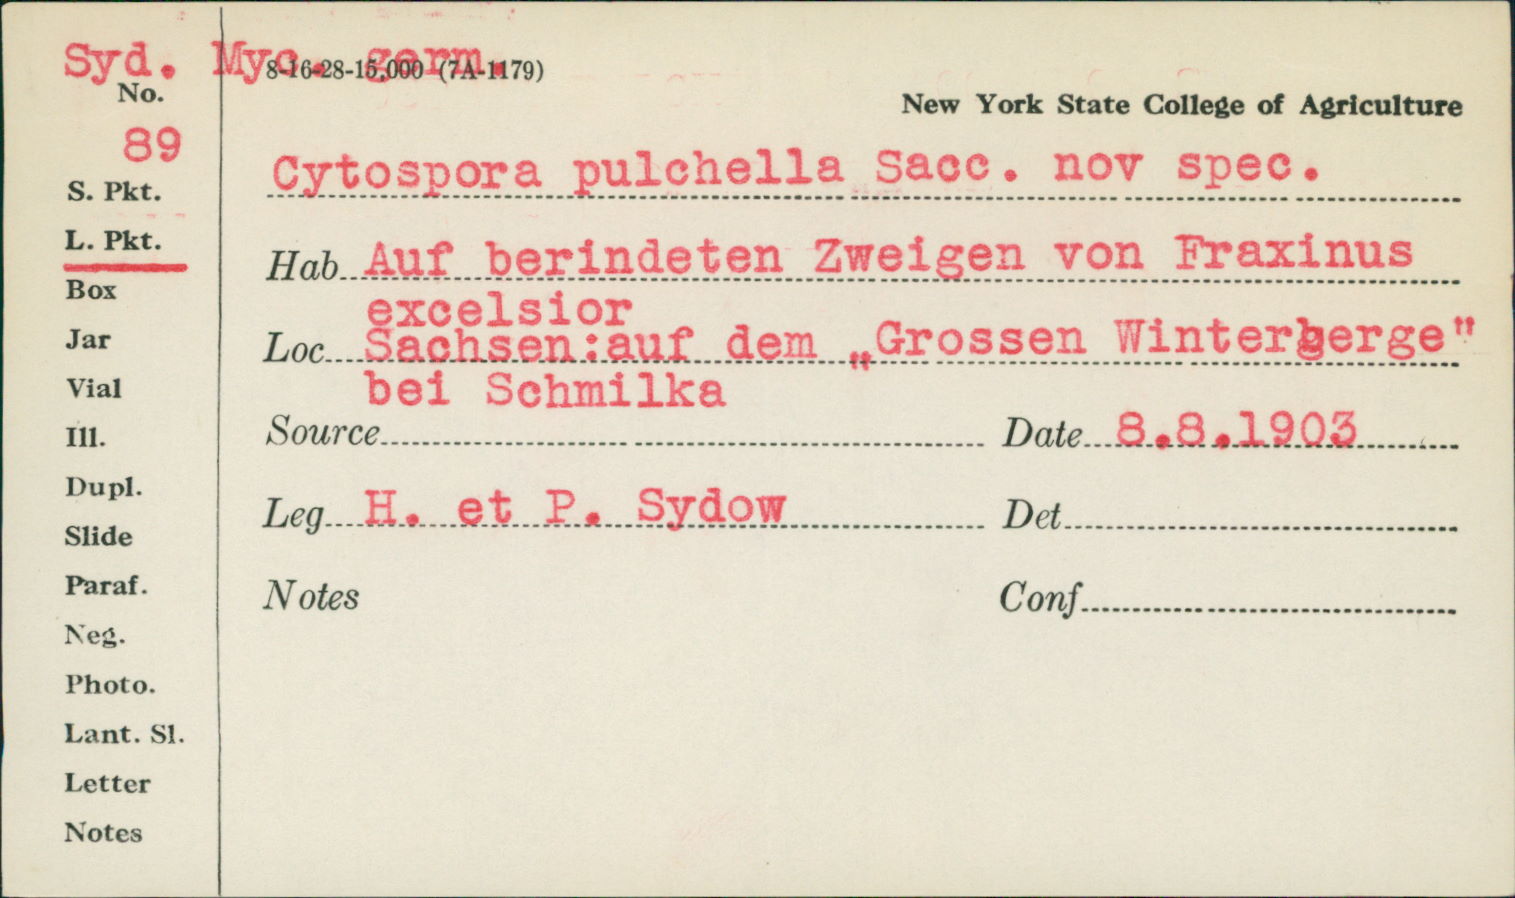 Syd. Myc. germ.
8-16-28-15,000 (7A-1179)
No.
New York State College of Agriculture
89
Cytospora pulchella Sacc. nov spec.
S. Pkt.
L. Pkt.
Hab. Auf berindeten Zweigen von Fraxinus
excelsior
Box
Loc. Sachsen:auf dem „Grossen Winterberge"
bei Schmilka
Jar
Vial
Source Date 8.8.1903
Ill.
Dupl.
Leg. H. et P. Sydow Det.
Slide
Paraf.
Notes Conf.
Neg.
Photo.
Lant. Sl.
Letter
Notes